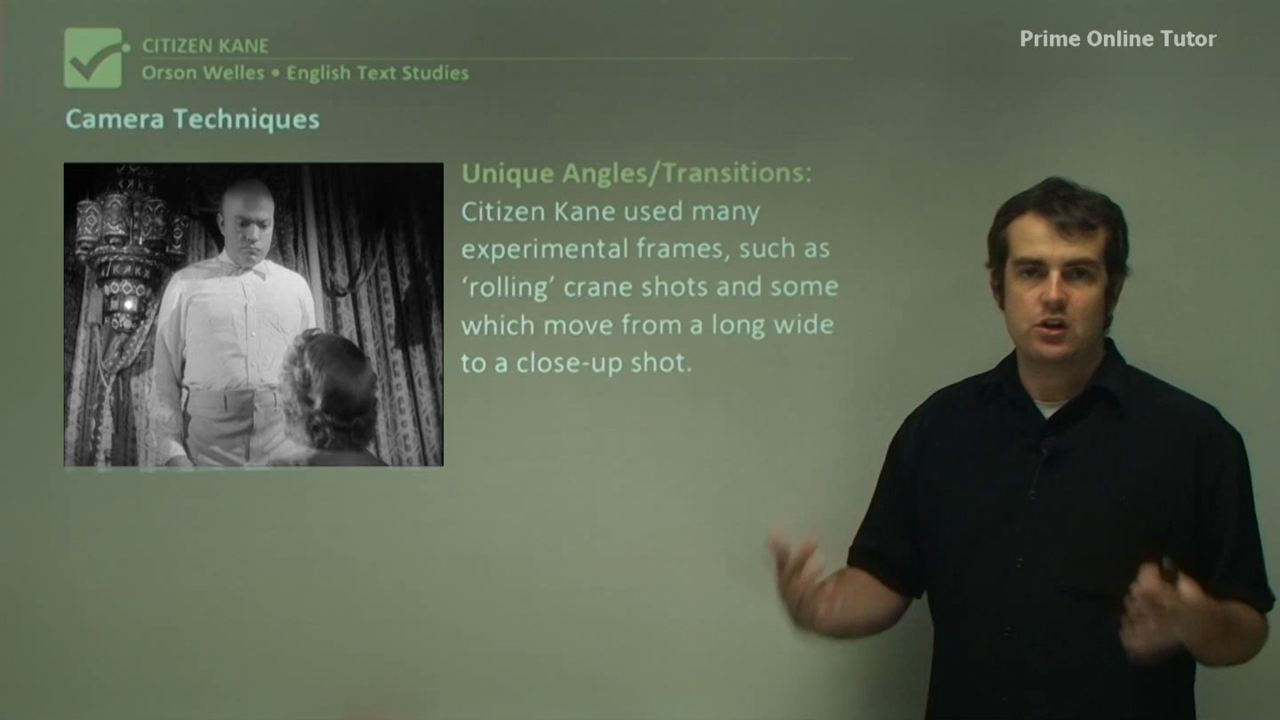 CITIZEN KANE
Orson Welles • English Text Studies
Prime Online Tutor
Camera Techniques
Unique Angles/Transitions:
Citizen Kane used many
experimental frames, such as
‘rolling’ crane shots and some
which move from a long wide
to a close-up shot.